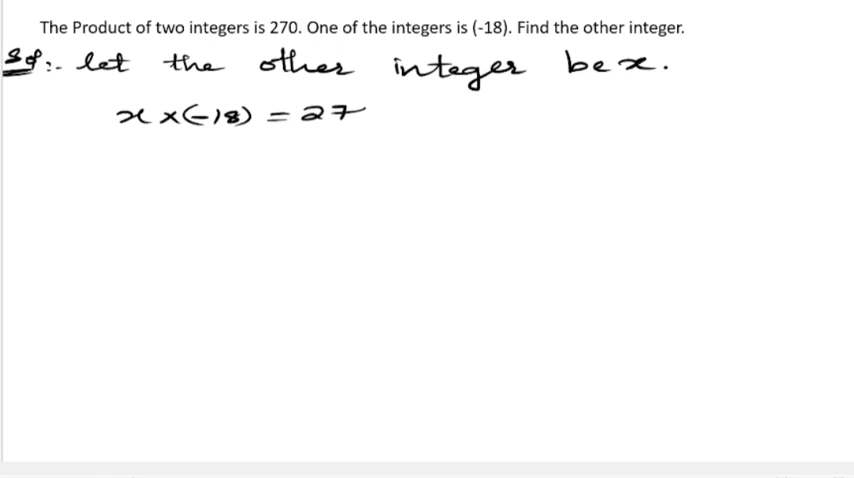 The Product of two integers is 270. One of the integers is (-18). Find the other integer.
Sol:- let the other integer be x.
x × (-18) = 27